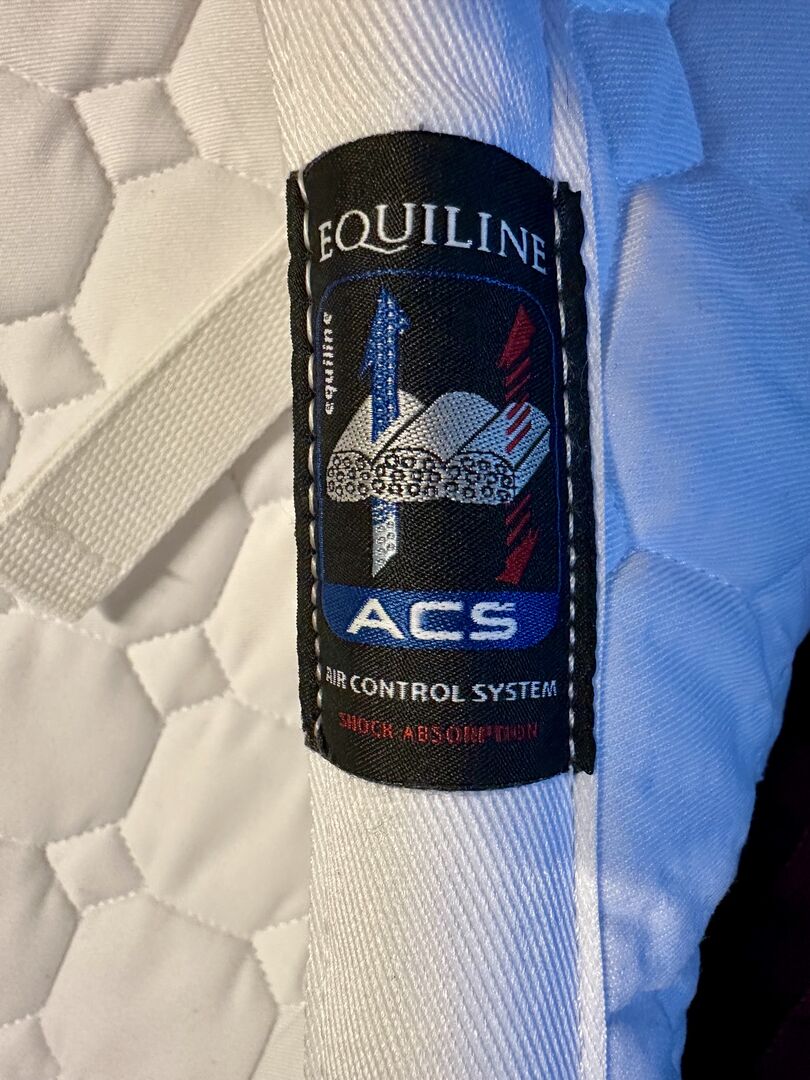 EQUILINE
equiline
ACS
AIR CONTROL SYSTEM
SHOCK ABSORPTION